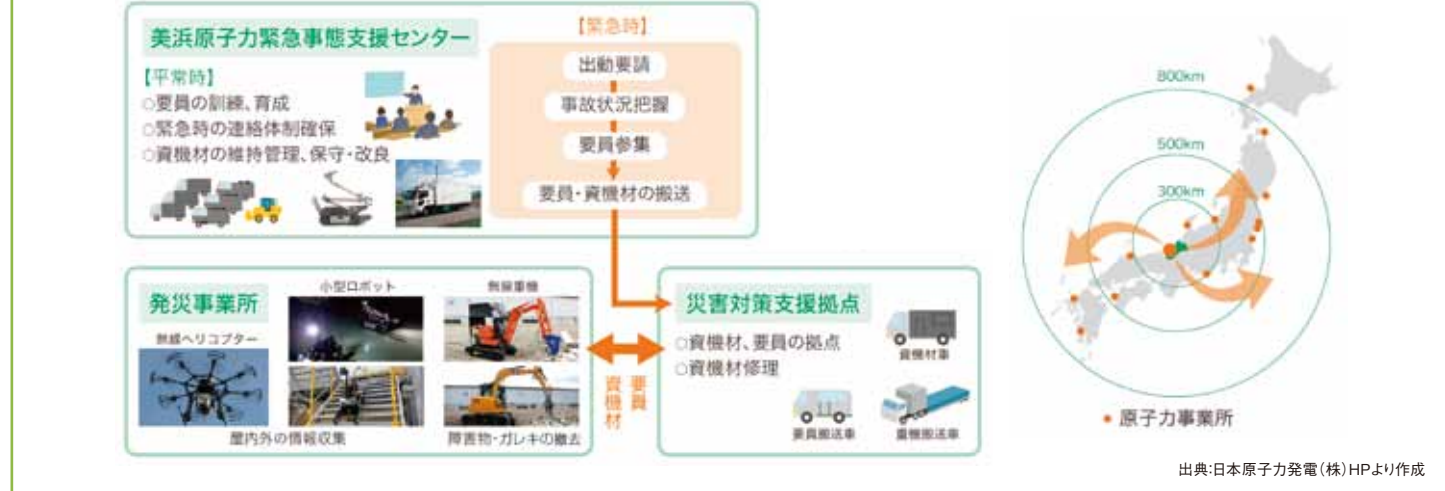 美浜原子力緊急事態支援センター
【平常時】
○要員の訓練、育成
○緊急時の連絡体制確保
○資機材の維持管理、保守・改良
【緊急時】
出動要請
事故状況把握
要員参集
要員・資機材の搬送
発災事業所
無線ヘリコプター
小型ロボット
無線重機
屋内外の情報収集
障害物・ガレキの撤去
要員
資機材
災害対策支援拠点
○資機材、要員の拠点
○資機材修理
資機材車
要員搬送車
重機搬送車
800km
500km
300km
• 原子力事業所
出典:日本原子力発電(株)HPより作成